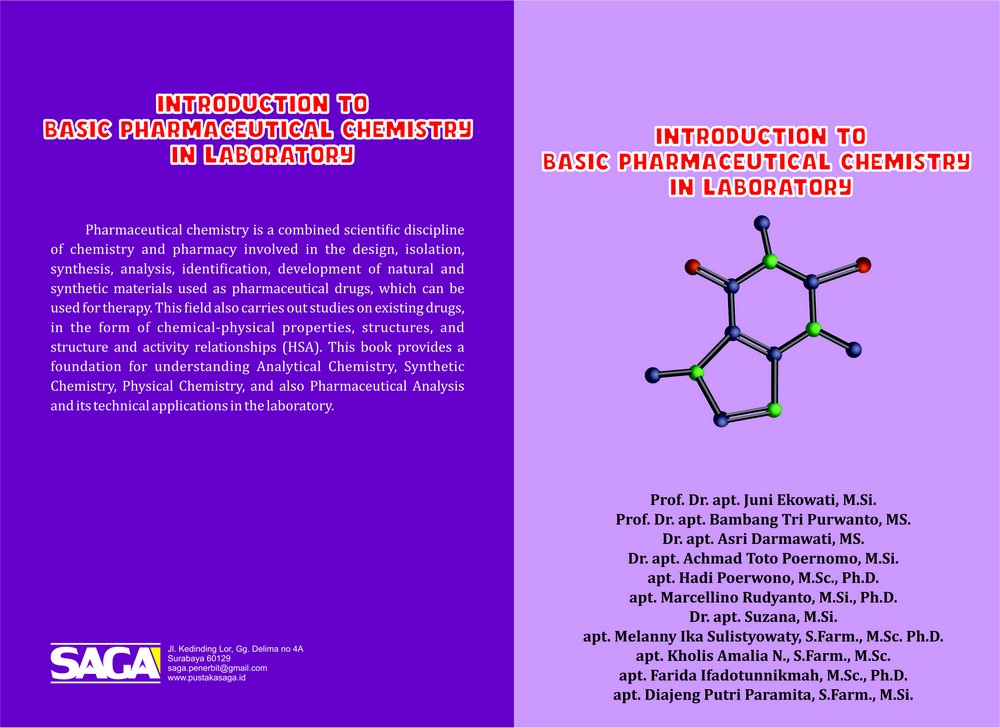 INTRODUCTION TO
BASIC PHARMACEUTICAL CHEMISTRY
IN LABORATORY
Pharmaceutical chemistry is a combined scientific discipline
of chemistry and pharmacy involved in the design, isolation,
synthesis, analysis, identification, development of natural and
synthetic materials used as pharmaceutical drugs, which can be
used for therapy. This field also carries out studies on existing drugs,
in the form of chemical-physical properties, structures, and
structure and activity relationships (HSA). This book provides a
foundation for understanding Analytical Chemistry, Synthetic
Chemistry, Physical Chemistry, and also Pharmaceutical Analysis
and its technical applications in the laboratory.
SAGA
Jl. Kedinding Lor, Gg. Delima no 4A
Surabaya 60129
saga.penerbit@gmail.com
www.pustakasaga.id
INTRODUCTION TO
BASIC PHARMACEUTICAL CHEMISTRY
IN LABORATORY
Prof. Dr. apt. Juni Ekowati, M.Si.
Prof. Dr. apt. Bambang Tri Purwanto, MS.
Dr. apt. Asri Darmawati, MS.
Dr. apt. Achmad Toto Poernomo, M.Si.
apt. Hadi Poerwono, M.Sc., Ph.D.
apt. Marcellino Rudyanto, M.Si., Ph.D.
Dr. apt. Suzana, M.Si.
apt. Melanny Ika Sulistyowaty, S.Farm., M.Sc. Ph.D.
apt. Kholis Amalia N., S.Farm., M.Sc.
apt. Farida Ifadotunnikmah, M.Sc., Ph.D.
apt. Diajeng Putri Paramita, S.Farm., M.Si.